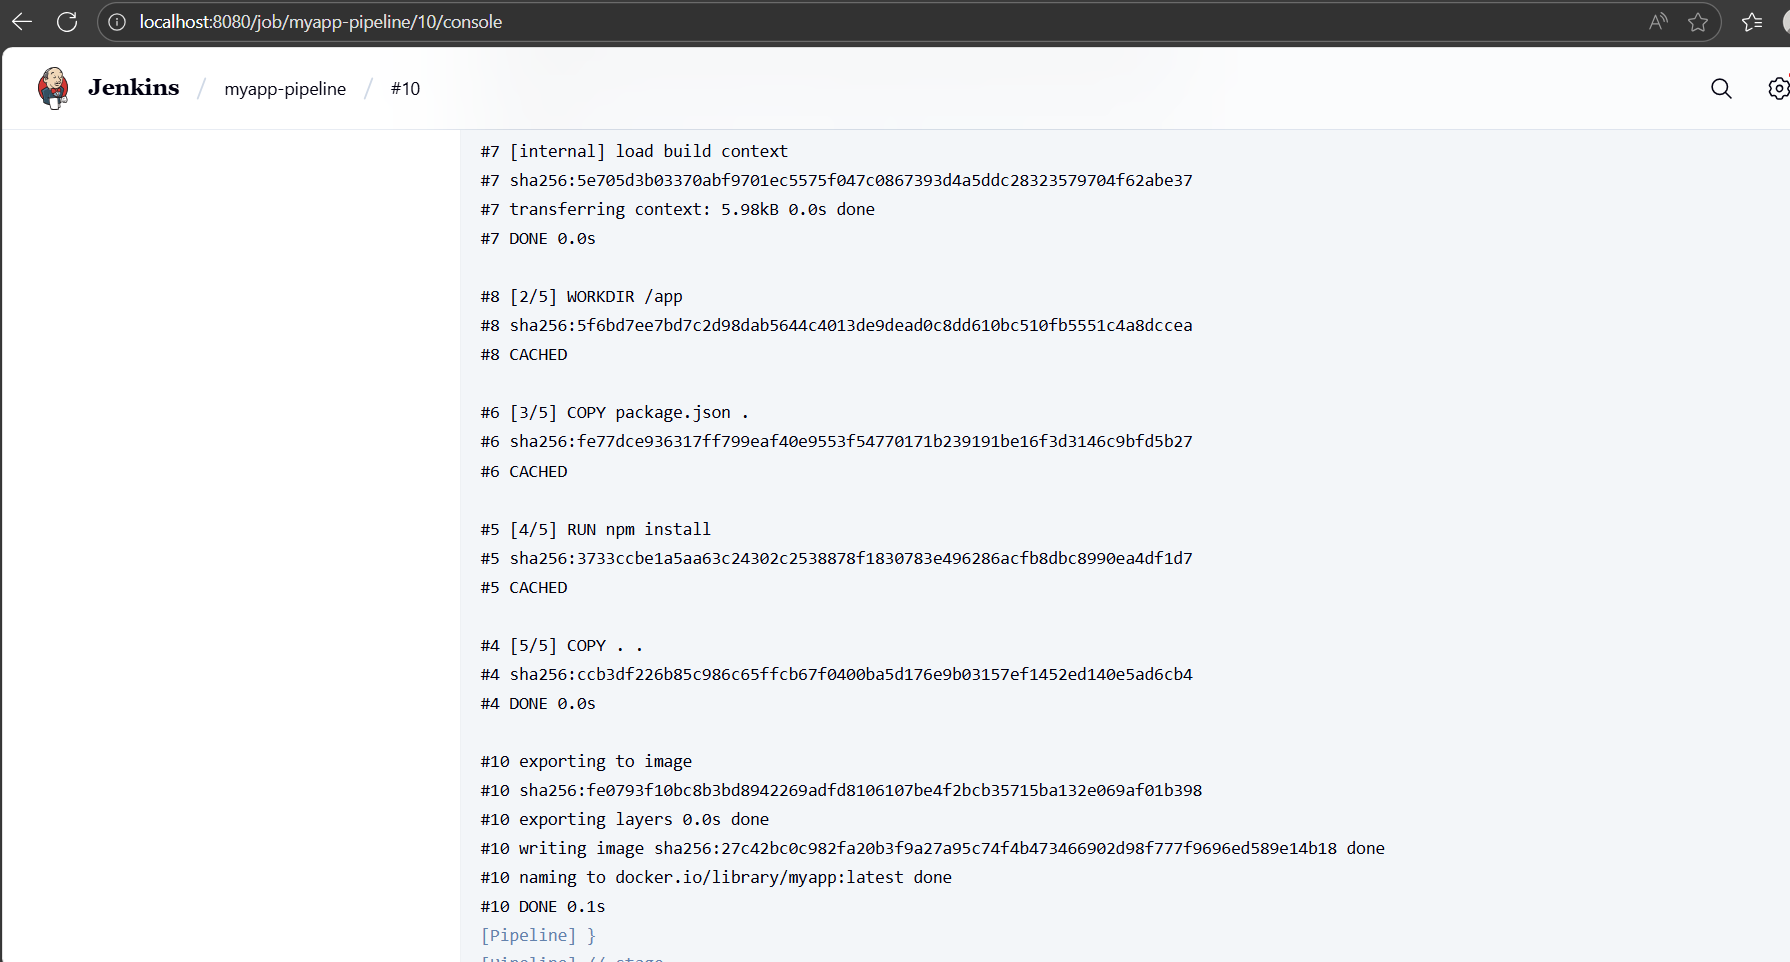 localhost:8080/job/myapp-pipeline/10/console
Jenkins / myapp-pipeline / #10
#7 [internal] load build context
#7 sha256:5e705d3b03370abf9701ec5575f047c0867393d4a5ddc28323579704f62abe37
#7 transferring context: 5.98kB 0.0s done
#7 DONE 0.0s
#8 [2/5] WORKDIR /app
#8 sha256:5f6bd7ee7bd7c2d98dab5644c4013de9dead0c8dd610bc510fb5551c4a8dccea
#8 CACHED
#6 [3/5] COPY package.json .
#6 sha256:fe77dce936317ff799eaf40e9553f54770171b239191be16f3d3146c9bfd5b27
#6 CACHED
#5 [4/5] RUN npm install
#5 sha256:3733ccbe1a5aa63c24302c2538878f1830783e496286acfb8dbc8990ea4df1d7
#5 CACHED
#4 [5/5] COPY . .
#4 sha256:ccb3df226b85c986c65ffcb67f0400ba5d176e9b03157ef1452ed140e5ad6cb4
#4 DONE 0.0s
#10 exporting to image
#10 sha256:fe0793f10bc8b3bd8942269adfd8106107be4f2bcb35715ba132e069af01b398
#10 exporting layers 0.0s done
#10 writing image sha256:27c42bc0c982fa20b3f9a27a95c74f4b473466902d98f777f9696ed589e14b18 done
#10 naming to docker.io/library/myapp:latest done
#10 DONE 0.1s
[Pipeline] }
[Pipeline] // stage